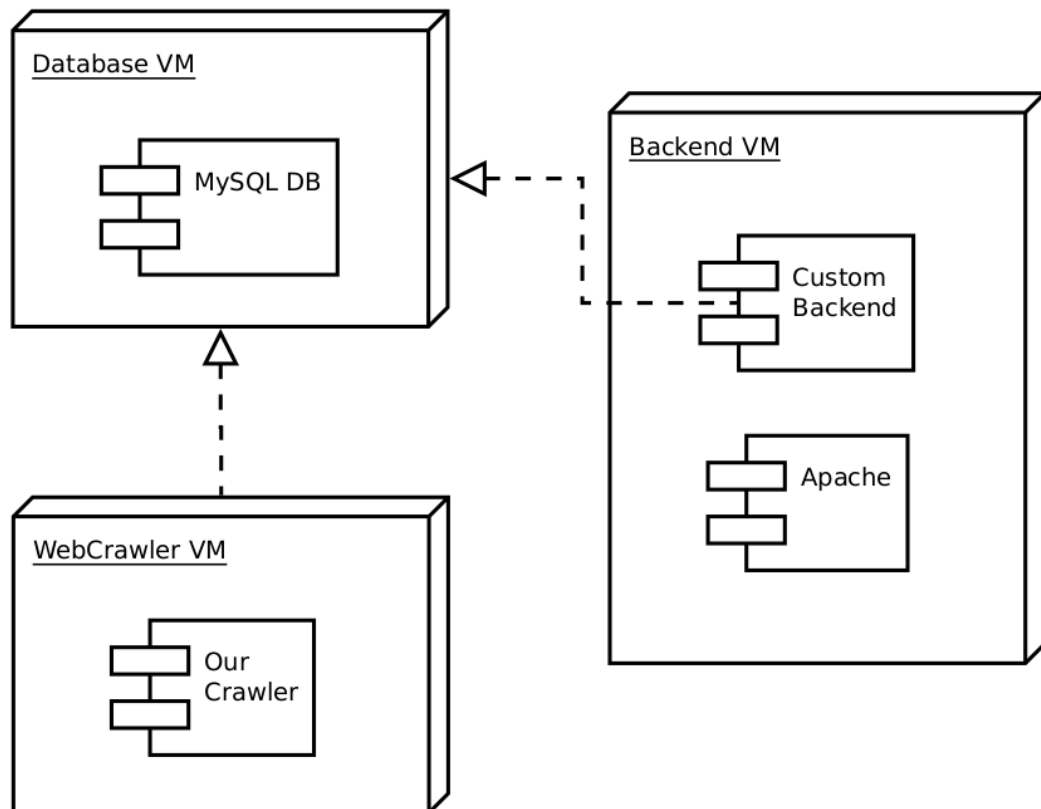 Database VM
MySQL DB
Backend VM
Custom
Backend
Apache
WebCrawler VM
Our
Crawler